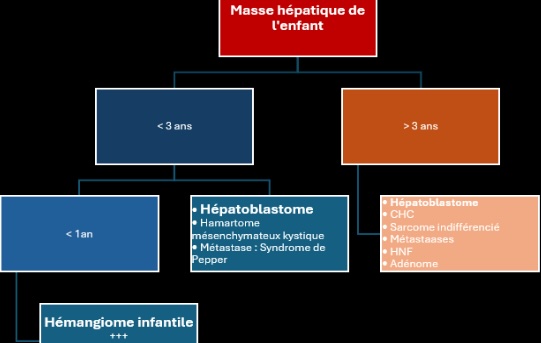 Masse hépatique de
l'enfant
< 3 ans
> 3 ans
< 1an
• Hépatoblastome
• Hamartome
mésenchymateux kystique
• Métastase : Syndrome de
Pepper
• Hépatoblastome
• CHC
• Sarcome indifférencié
• Métastaases
• HNF
• Adénome
Hémangiome infantile
+++